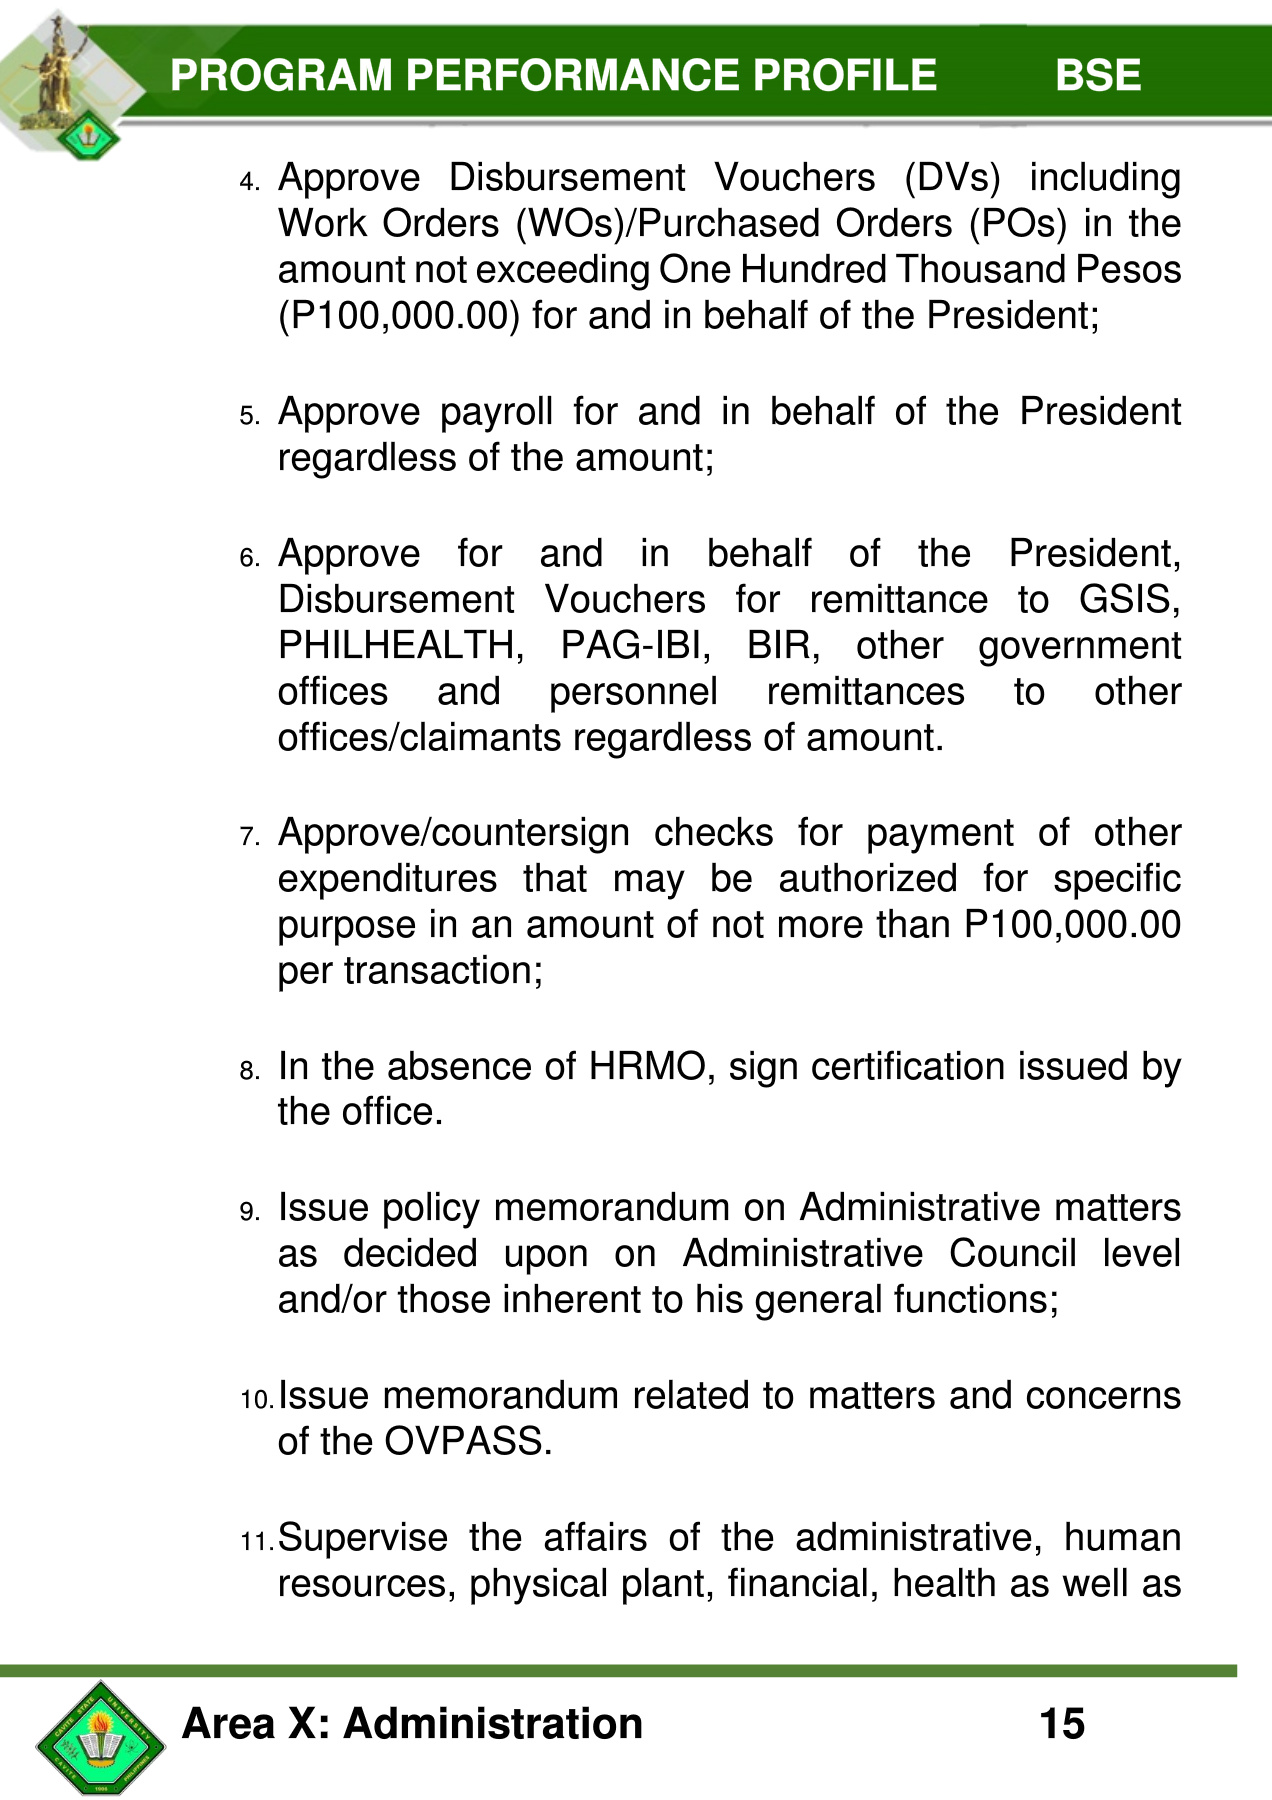 PROGRAM PERFORMANCE PROFILE BSE
4. Approve Disbursement Vouchers (DVs) including
Work Orders (WOs)/Purchased Orders (POs) in the
amount not exceeding One Hundred Thousand Pesos
(P100,000.00) for and in behalf of the President;
5. Approve payroll for and in behalf of the President
regardless of the amount;
6. Approve for and in behalf of the President,
Disbursement Vouchers for remittance to GSIS,
PHILHEALTH, PAG-IBI, BIR, other government
offices and personnel remittances to other
offices/claimants regardless of amount.
7. Approve/countersign checks for payment of other
expenditures that may be authorized for specific
purpose in an amount of not more than P100,000.00
per transaction;
8. In the absence of HRMO, sign certification issued by
the office.
9. Issue policy memorandum on Administrative matters
as decided upon on Administrative Council level
and/or those inherent to his general functions;
10. Issue memorandum related to matters and concerns
of the OVPASS.
11. Supervise the affairs of the administrative, human
resources, physical plant, financial, health as well as
CAVITE STATE UNIVERSITY
CAVITE PHILIPPINES
1906
Area X: Administration 15